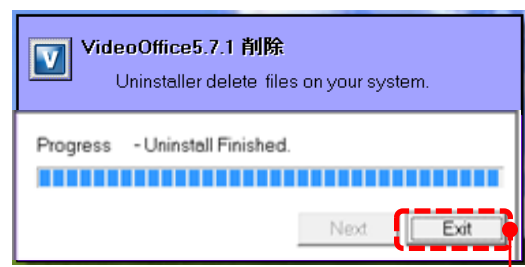 V
VideoOffice5.7.1 削除
Uninstaller delete files on your system.
Progress - Uninstall Finished.
Next Exit